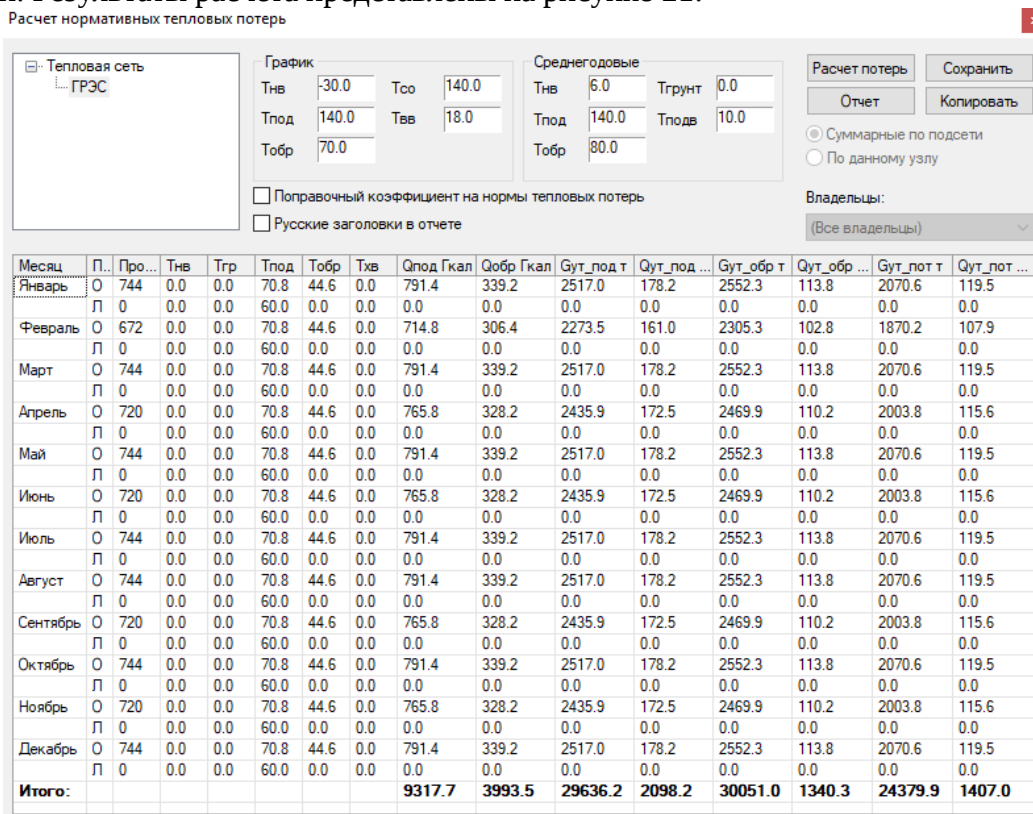 Расчет нормативных тепловых потерь
Тепловая сеть
ГРЭС
График
Тнв -30.0 Тсо 140.0
Тпод 140.0 Твв 18.0
Тобр 70.0
Среднегодовые
Тнв 6.0 Тгрунт 0.0
Тпод 140.0 Тподв 10.0
Тобр 80.0
Поправочный коэффициент на нормы тепловых потерь
Русские заголовки в отчете
Расчет потерь Сохранить
Отчет Копировать
Суммарные по подсети
По данному узлу
Владельцы:
(Все владельцы)
Месяц П... Про... Тнв Тгр Тпод Тобр Тхв Qпод Гкал Qобр Гкал Gут_под т Qут_под ... Gут_обр т Qут_обр ... Gут_пот т Qут_пот ...
Январь О 744 0.0 0.0 70.8 44.6 0.0 791.4 339.2 2517.0 178.2 2552.3 113.8 2070.6 119.5
Л 0 0.0 0.0 60.0 0.0 0.0 0.0 0.0 0.0 0.0 0.0 0.0 0.0 0.0
Февраль О 672 0.0 0.0 70.8 44.6 0.0 714.8 306.4 2273.5 161.0 2305.3 102.8 1870.2 107.9
Л 0 0.0 0.0 60.0 0.0 0.0 0.0 0.0 0.0 0.0 0.0 0.0 0.0 0.0
Март О 744 0.0 0.0 70.8 44.6 0.0 791.4 339.2 2517.0 178.2 2552.3 113.8 2070.6 119.5
Л 0 0.0 0.0 60.0 0.0 0.0 0.0 0.0 0.0 0.0 0.0 0.0 0.0 0.0
Апрель О 720 0.0 0.0 70.8 44.6 0.0 765.8 328.2 2435.9 172.5 2469.9 110.2 2003.8 115.6
Л 0 0.0 0.0 60.0 0.0 0.0 0.0 0.0 0.0 0.0 0.0 0.0 0.0 0.0
Май О 744 0.0 0.0 70.8 44.6 0.0 791.4 339.2 2517.0 178.2 2552.3 113.8 2070.6 119.5
Л 0 0.0 0.0 60.0 0.0 0.0 0.0 0.0 0.0 0.0 0.0 0.0 0.0 0.0
Июнь О 720 0.0 0.0 70.8 44.6 0.0 765.8 328.2 2435.9 172.5 2469.9 110.2 2003.8 115.6
Л 0 0.0 0.0 60.0 0.0 0.0 0.0 0.0 0.0 0.0 0.0 0.0 0.0 0.0
Июль О 744 0.0 0.0 70.8 44.6 0.0 791.4 339.2 2517.0 178.2 2552.3 113.8 2070.6 119.5
Л 0 0.0 0.0 60.0 0.0 0.0 0.0 0.0 0.0 0.0 0.0 0.0 0.0 0.0
Август О 744 0.0 0.0 70.8 44.6 0.0 791.4 339.2 2517.0 178.2 2552.3 113.8 2070.6 119.5
Л 0 0.0 0.0 60.0 0.0 0.0 0.0 0.0 0.0 0.0 0.0 0.0 0.0 0.0
Сентябрь О 720 0.0 0.0 70.8 44.6 0.0 765.8 328.2 2435.9 172.5 2469.9 110.2 2003.8 115.6
Л 0 0.0 0.0 60.0 0.0 0.0 0.0 0.0 0.0 0.0 0.0 0.0 0.0 0.0
Октябрь О 744 0.0 0.0 70.8 44.6 0.0 791.4 339.2 2517.0 178.2 2552.3 113.8 2070.6 119.5
Л 0 0.0 0.0 60.0 0.0 0.0 0.0 0.0 0.0 0.0 0.0 0.0 0.0 0.0
Ноябрь О 720 0.0 0.0 70.8 44.6 0.0 765.8 328.2 2435.9 172.5 2469.9 110.2 2003.8 115.6
Л 0 0.0 0.0 60.0 0.0 0.0 0.0 0.0 0.0 0.0 0.0 0.0 0.0 0.0
Декабрь О 744 0.0 0.0 70.8 44.6 0.0 791.4 339.2 2517.0 178.2 2552.3 113.8 2070.6 119.5
Л 0 0.0 0.0 60.0 0.0 0.0 0.0 0.0 0.0 0.0 0.0 0.0 0.0 0.0
Итого: 9317.7 3993.5 29636.2 2098.2 30051.0 1340.3 24379.9 1407.0